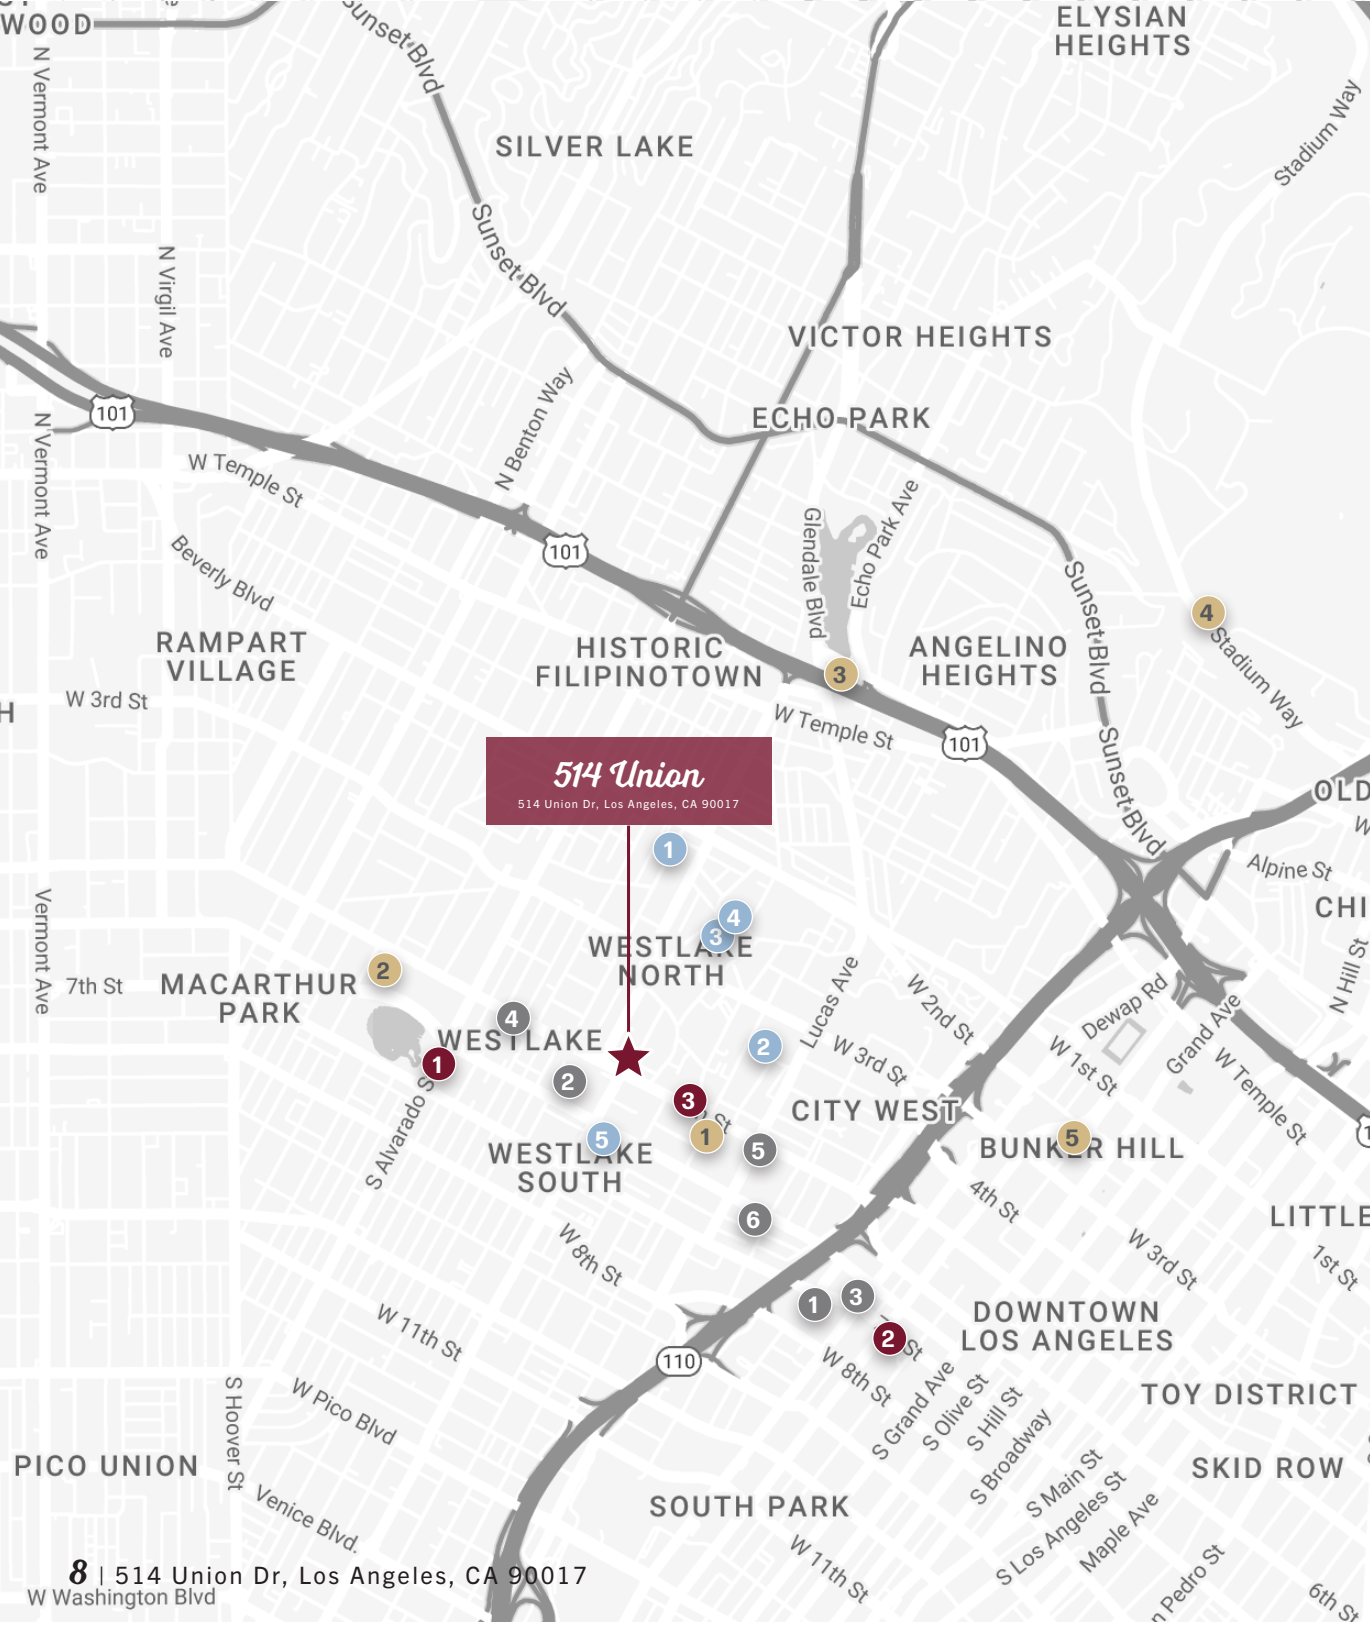 WOOD
ELYSIAN
HEIGHTS
Sunset Blvd
N Vermont Ave
Stadium Way
SILVER LAKE
Sunset Blvd
N Virgil Ave
VICTOR HEIGHTS
N Benton Way
101
ECHO PARK
N Vermont Ave
W Temple St
Glendale Blvd
Echo Park Ave
101
Beverly Blvd
Sunset Blvd
4
Stadium Way
RAMPART
VILLAGE
HISTORIC
FILIPINOTOWN
ANGELINO
HEIGHTS
3
H
W 3rd St
W Temple St
101
Sunset Blvd
514 Union
514 Union Dr, Los Angeles, CA 90017
OLD
W
1
Alpine St
CHI
Vermont Ave
4
3
WESTLAKE
NORTH
2
7th St
MACARTHUR
PARK
Lucas Ave
W 2nd St
Dewap Rd
Grand Ave
N Hill St
4
WESTLAKE
2
W 3rd St
W 1st St
W Temple St
1
2
3
St
CITY WEST
S Alvarado S
5
1
5
5
BUNKER HILL
WESTLAKE
SOUTH
4th St
6
LITTLE
W 8th St
W 3rd St
1st St
1
3
DOWNTOWN
LOS ANGELES
W 11th St
2
St
110
W 8th St
S Grand Ave
S Olive St
S Hill St
S Broadway
TOY DISTRICT
S Hoover St
W Pico Blvd
PICO UNION
SKID ROW
S Main St
S Los Angeles St
Maple Ave
Venice Blvd.
SOUTH PARK
W 11th St
n Pedro St
6th St
8 | 514 Union Dr, Los Angeles, CA 90017
W Washington Blvd